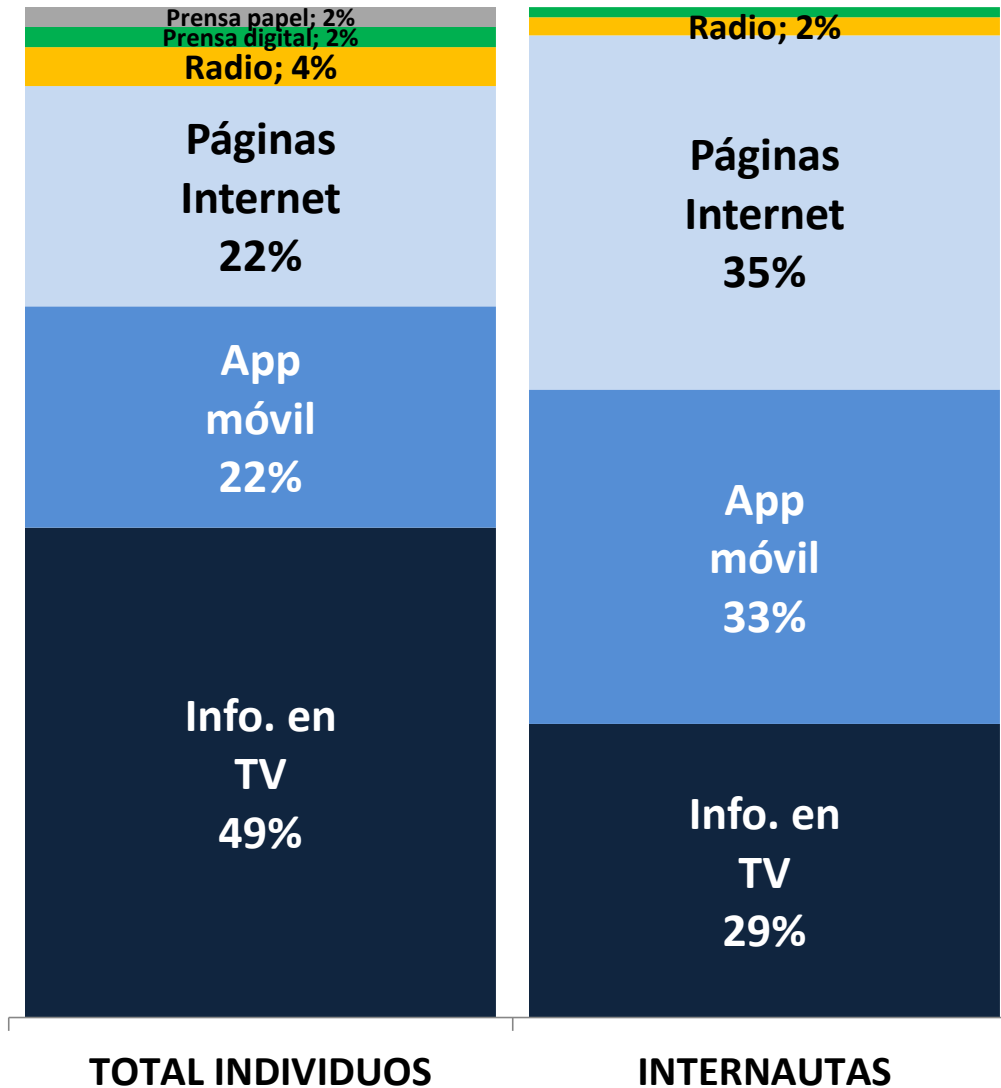 Prensa papel; 2%
Prensa digital; 2%
Radio; 4%
Páginas
Internet
22%
App
móvil
22%
Info. en
TV
49%
TOTAL INDIVIDUOS
Radio; 2%
Páginas
Internet
35%
App
móvil
33%
Info. en
TV
29%
INTERNAUTAS